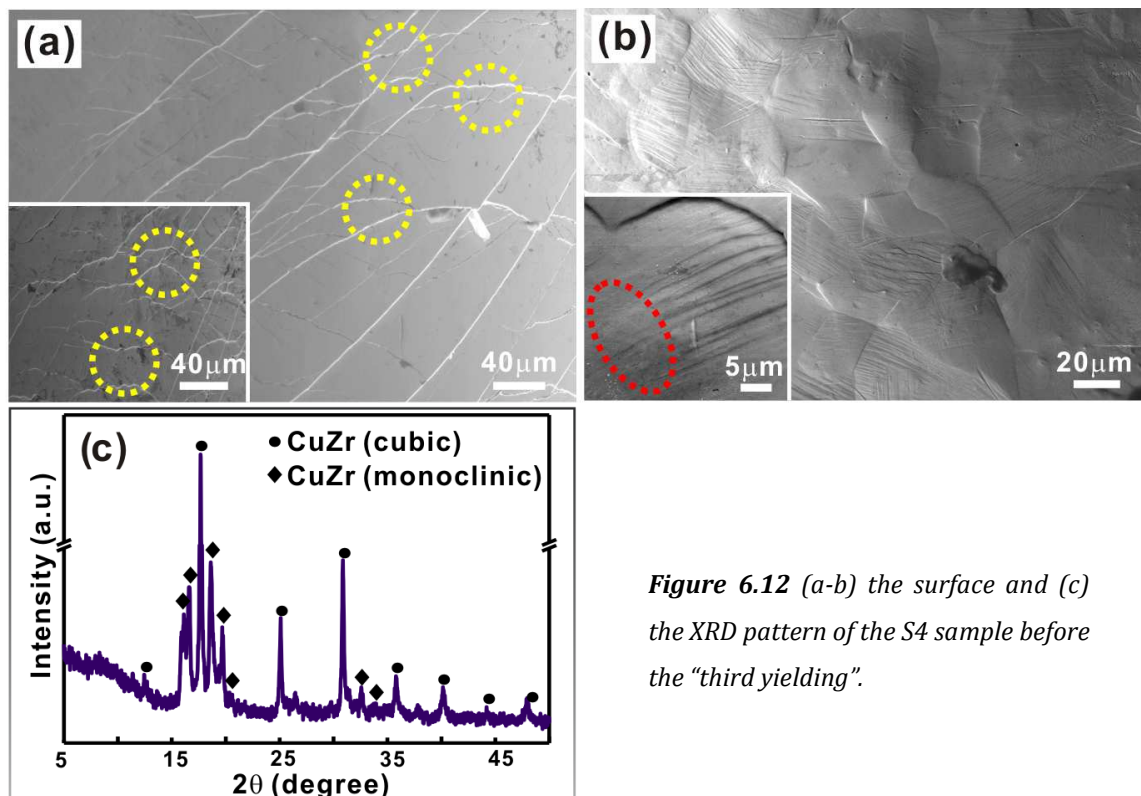 (a)
40μm
40μm
(b)
5μm
20μm
(c)
● CuZr (cubic)
◆ CuZr (monoclinic)
Intensity (a.u.)
5 15 25 35 45
2θ (degree)
Figure 6.12 (a-b) the surface and (c)
the XRD pattern of the S4 sample before
the “third yielding”.